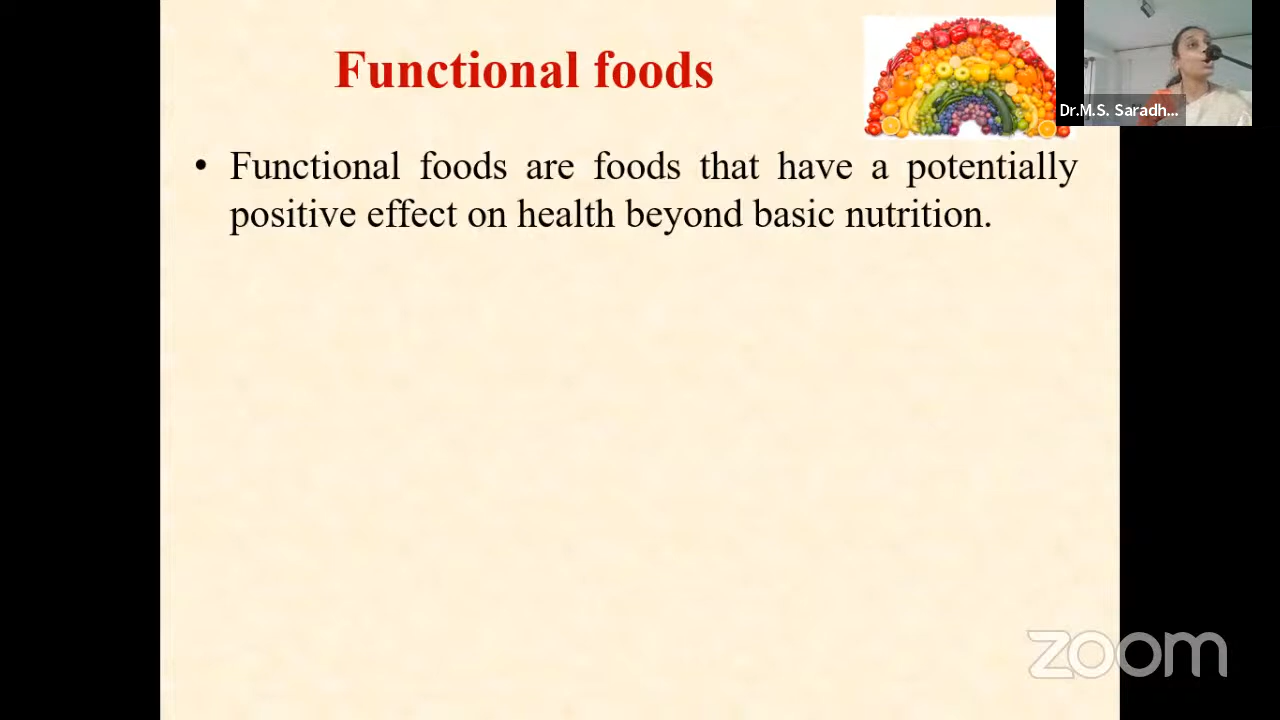 Functional foods
Dr.M.S. Saradh...
• Functional foods are foods that have a potentially
positive effect on health beyond basic nutrition.
zoom